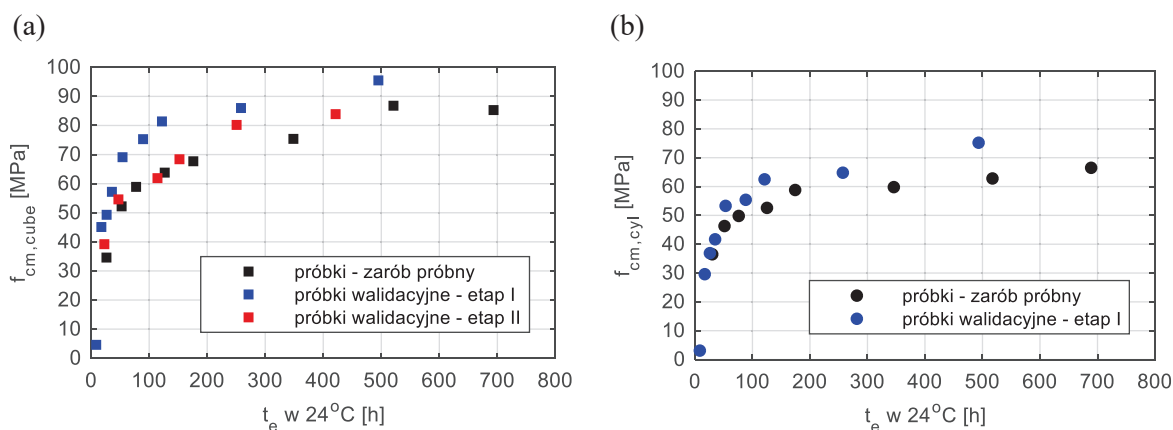 (a)
f_cm,cube [MPa]
100
90
80
70
60
50
40
30
20
10
0
0 100 200 300 400 500 600 700 800
t_e w 24°C [h]
próbki - zarób próbny
próbki walidacyjne - etap I
próbki walidacyjne - etap II
(b)
f_cm,cyl [MPa]
100
90
80
70
60
50
40
30
20
10
0
0 100 200 300 400 500 600 700 800
t_e w 24°C [h]
próbki - zarób próbny
próbki walidacyjne - etap I